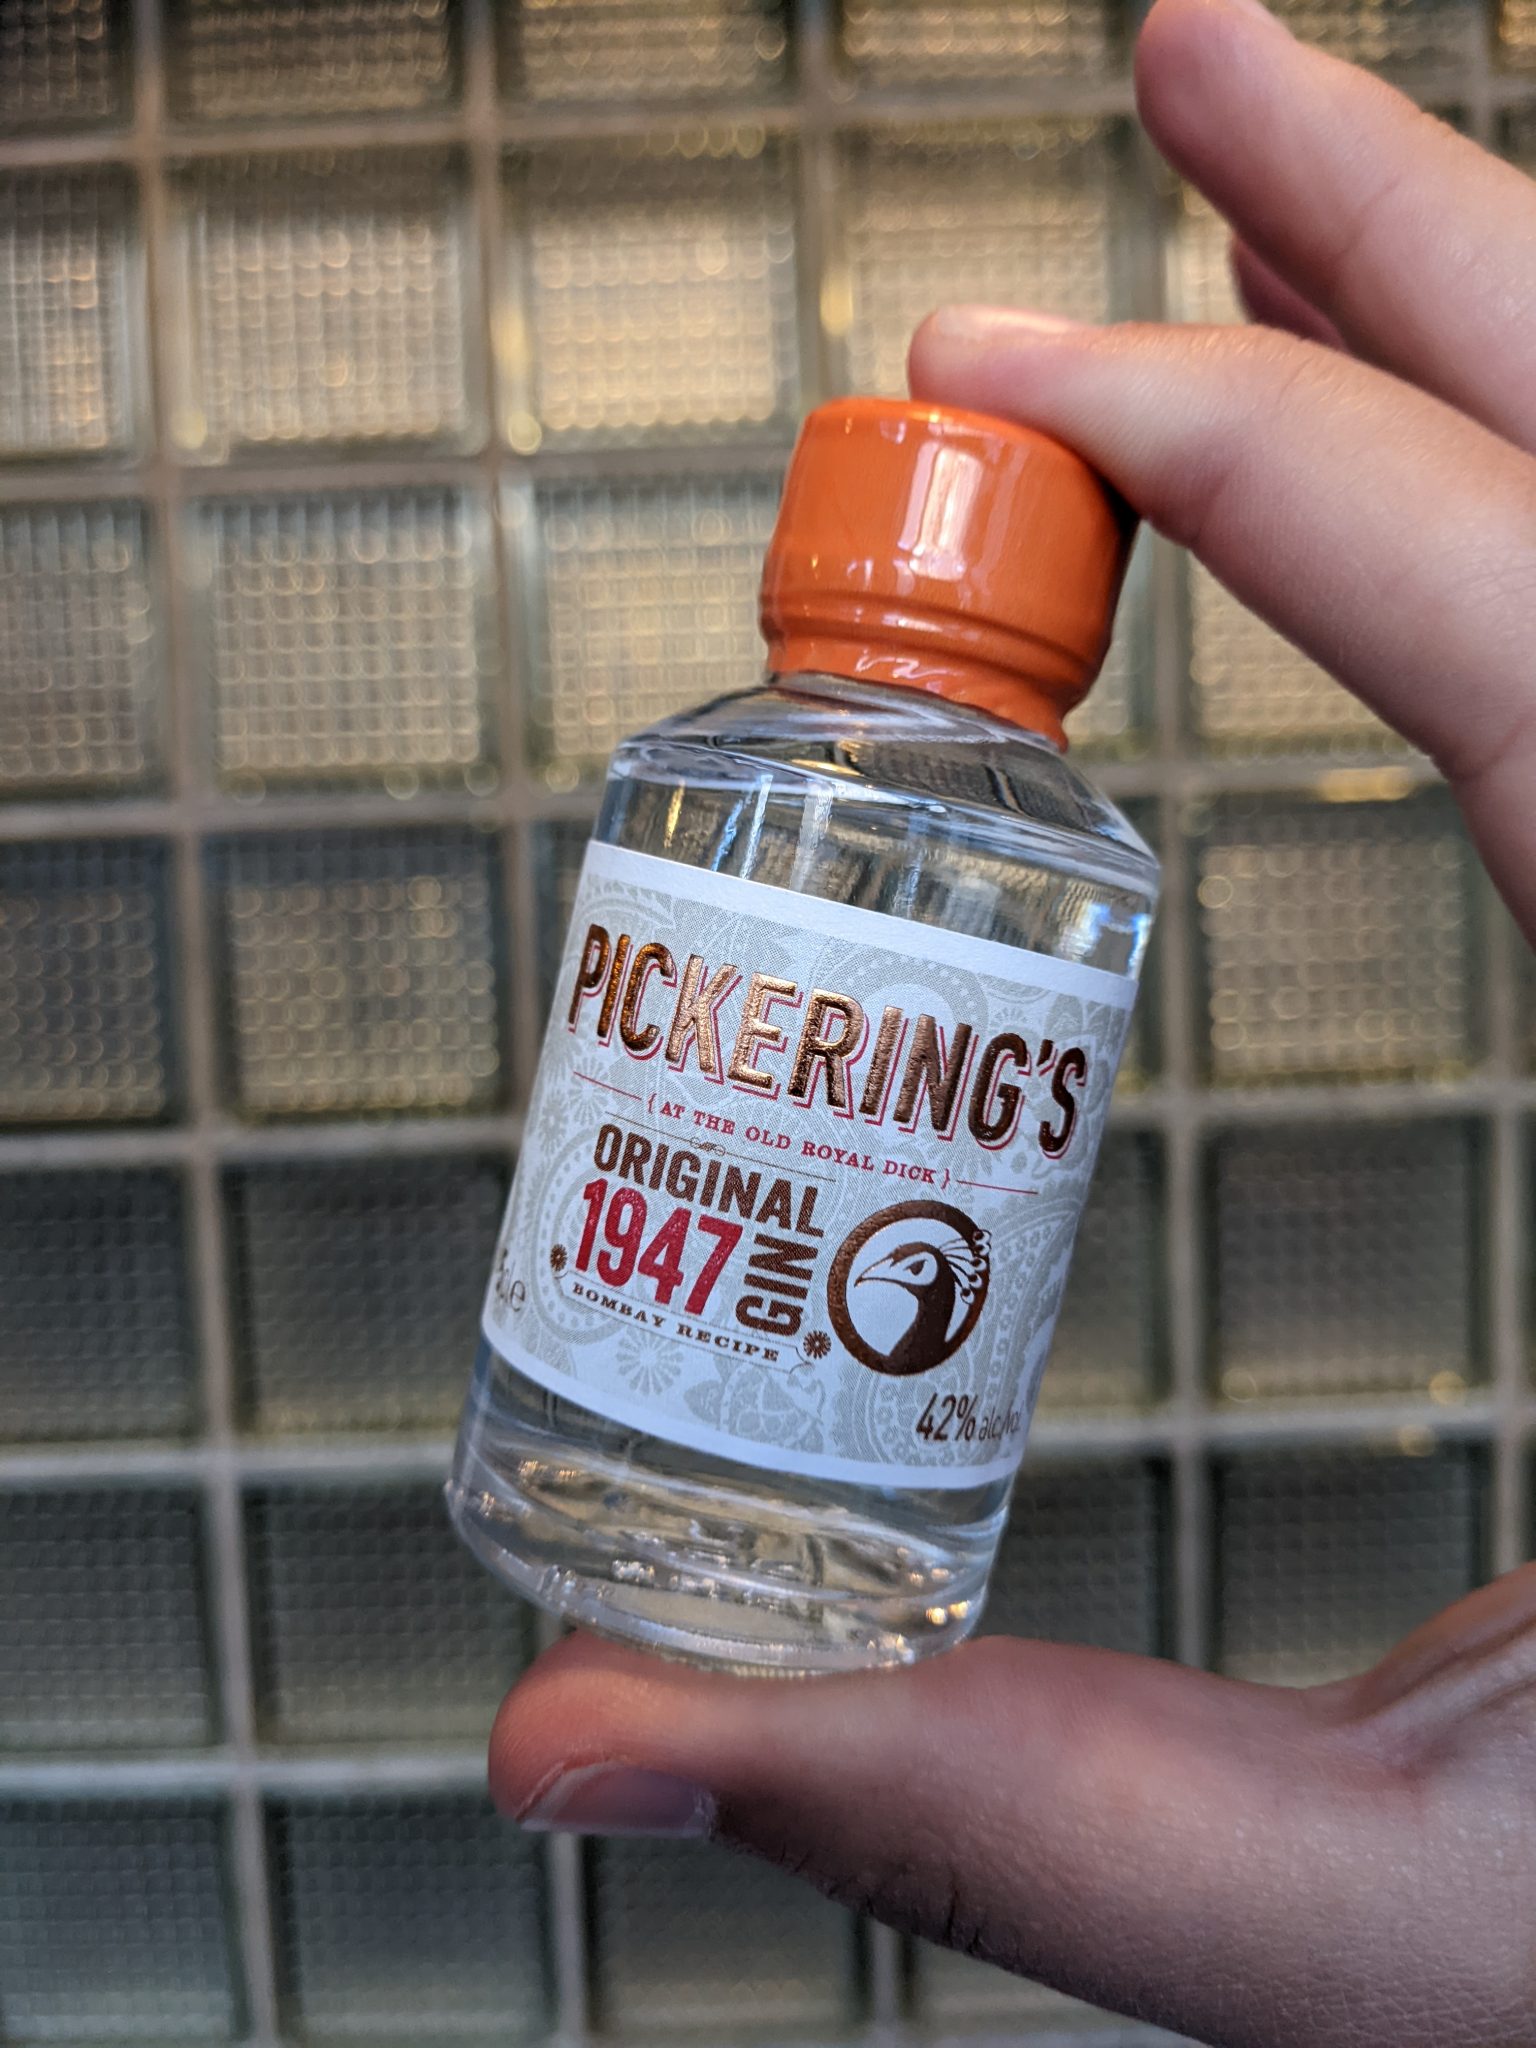 PICKERING'S
{ AT THE OLD ROYAL DICK }
ORIGINAL
1947
GIN
BOMBAY RECIPE
42% alc/vol